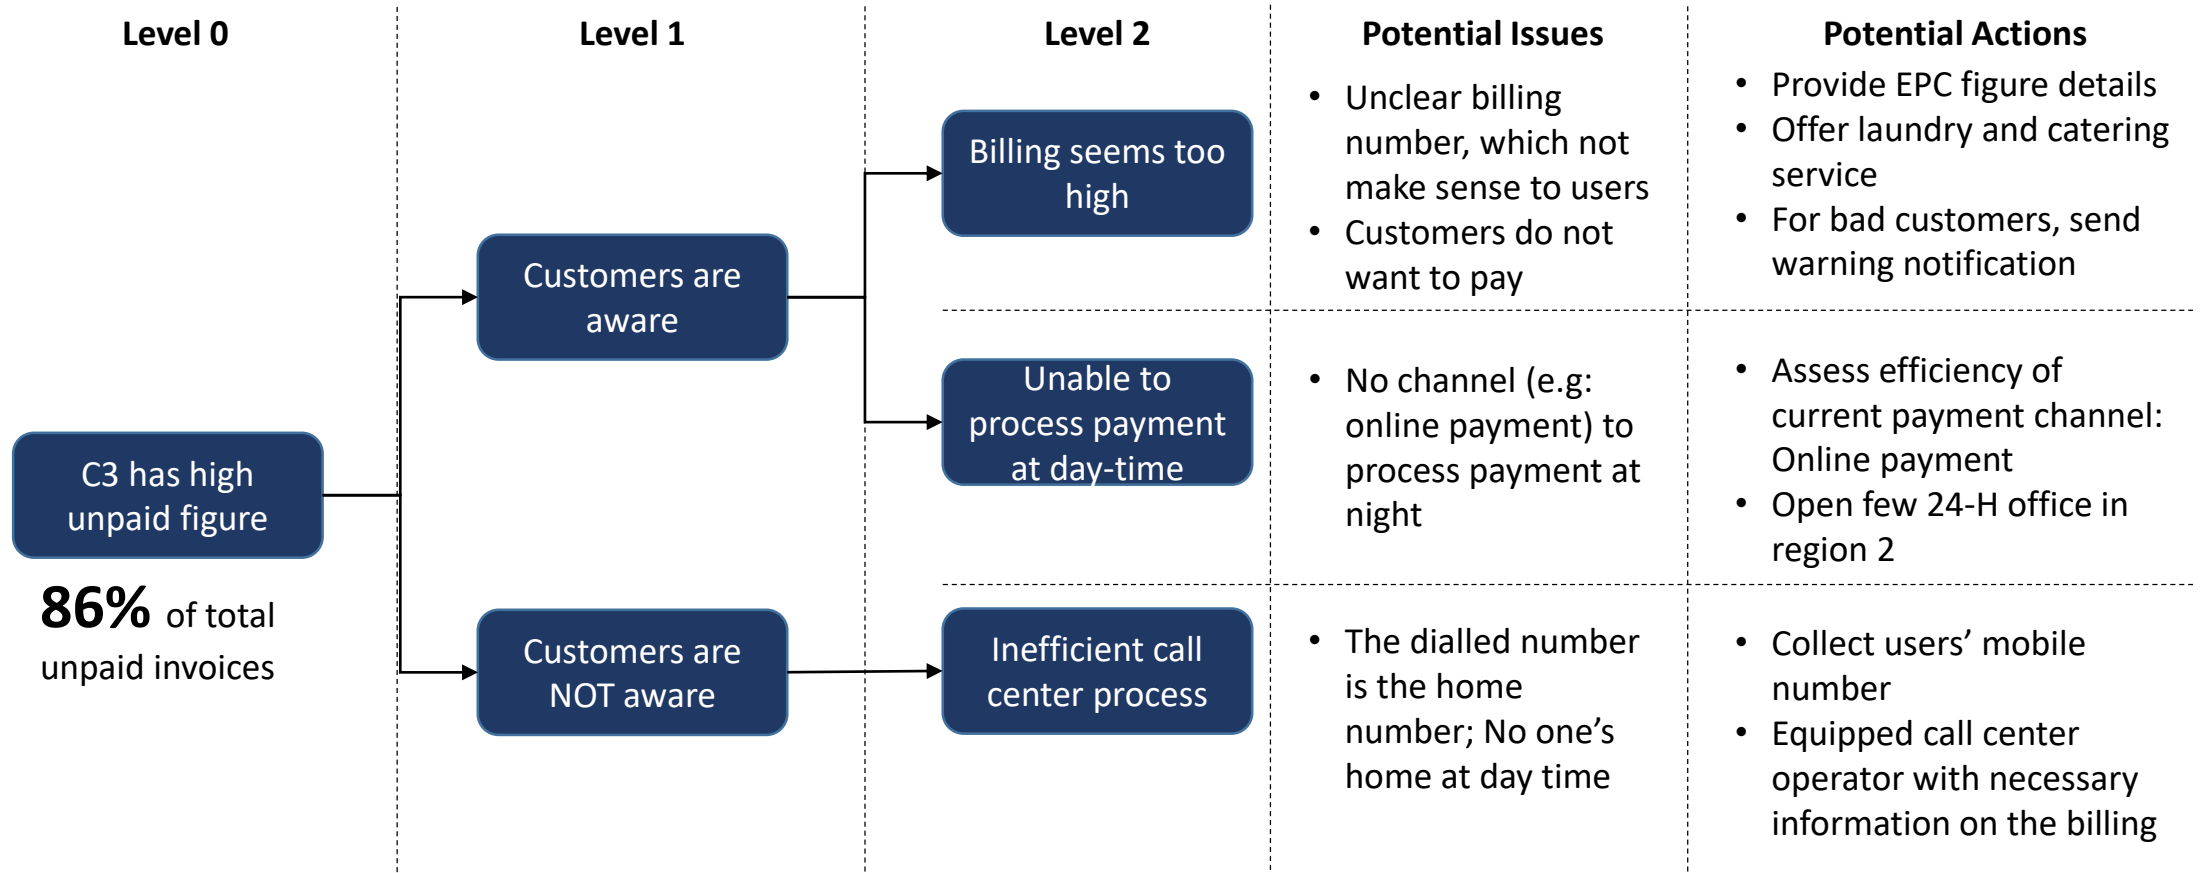 Level 0
Level 1
Level 2
Potential Issues
Potential Actions
C3 has high
unpaid figure
86% of total
unpaid invoices
Customers are
aware
Customers are
NOT aware
Billing seems too
high
• Unclear billing
number, which not
make sense to users
• Customers do not
want to pay
• Provide EPC figure details
• Offer laundry and catering
service
• For bad customers, send
warning notification
Unable to
process payment
at day-time
• No channel (e.g:
online payment) to
process payment at
night
• Assess efficiency of
current payment channel:
Online payment
• Open few 24-H office in
region 2
Inefficient call
center process
• The dialled number
is the home
number; No one’s
home at day time
• Collect users’ mobile
number
• Equipped call center
operator with necessary
information on the billing